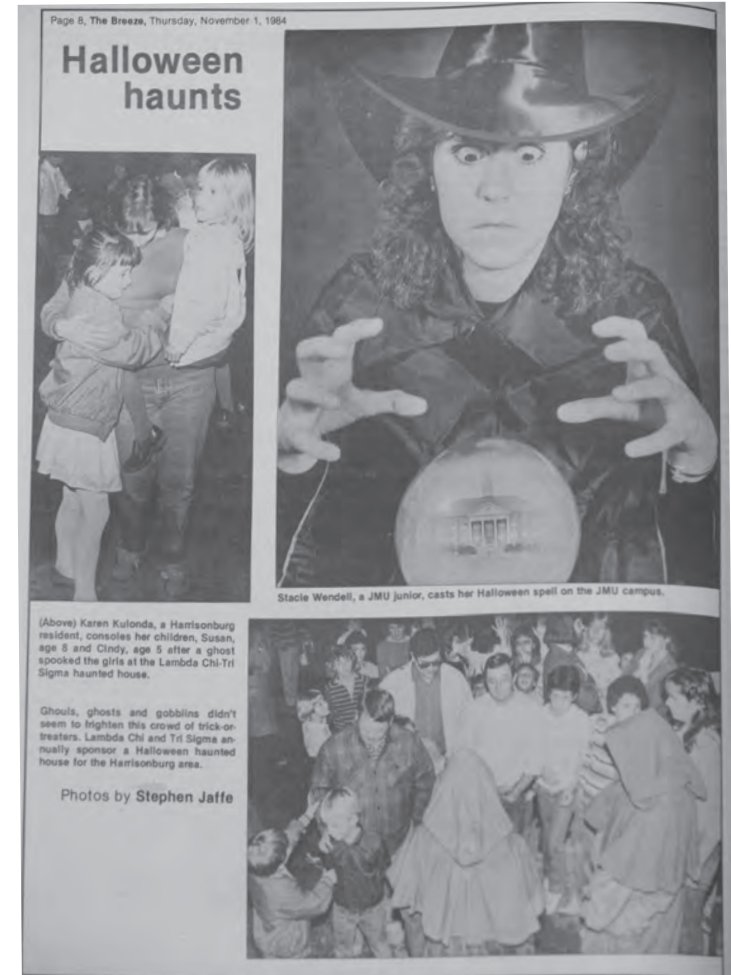 Page 8, The Breeze, Thursday, November 1, 1984
Halloween
haunts
Stacie Wendell, a JMU junior, casts her Halloween spell on the JMU campus.
(Above) Karen Kulonda, a Harrisonburg
resident, consoles her children, Susan,
age 8 and Cindy, age 5 after a ghost
spooked the girls at the Lambda Chi-Tri
Sigma haunted house.
Ghouls, ghosts and gobblins didn't
seem to frighten this crowd of trick-or-
treaters. Lambda Chi and Tri Sigma an-
nually sponsor a Halloween haunted
house for the Harrisonburg area.
Photos by Stephen Jaffe